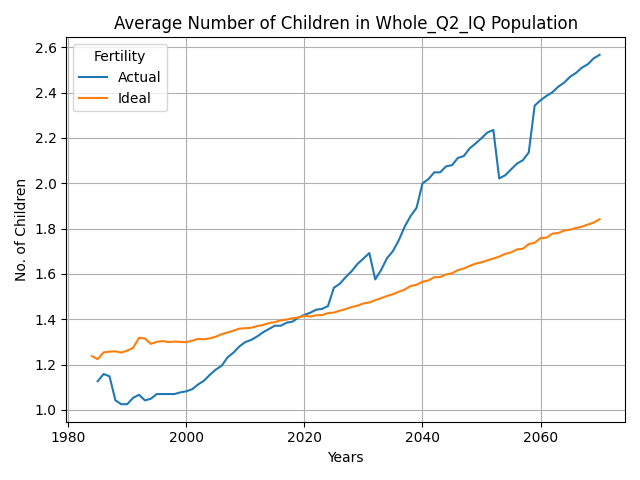 Average Number of Children in Whole_Q2_IQ Population
Fertility
Actual
Ideal
No. of Children
2.6
2.4
2.2
2.0
1.8
1.6
1.4
1.2
1.0
1980
2000
2020
2040
2060
Years